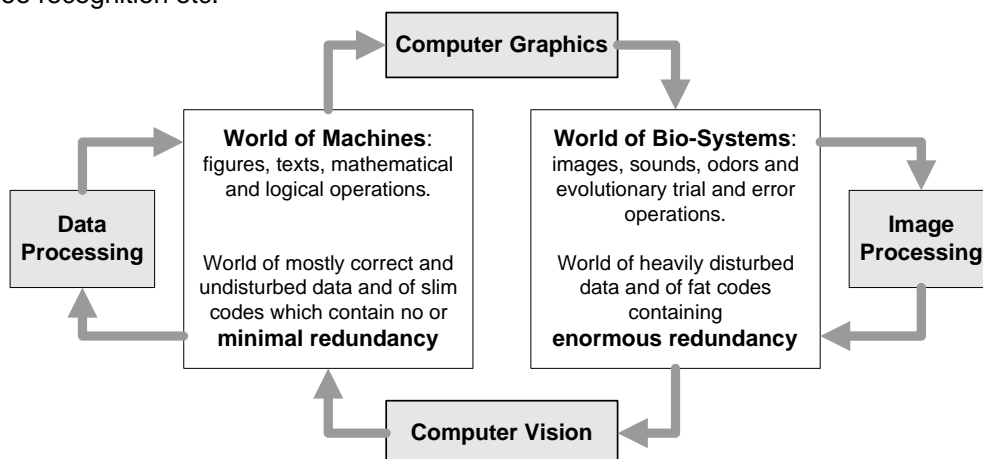 recognition etc.
Computer Graphics
World of Machines:
figures, texts, mathematical
and logical operations.
World of mostly correct and
undisturbed data and of slim
codes which contain no or
minimal redundancy
World of Bio-Systems:
images, sounds, odors and
evolutionary trial and error
operations.
World of heavily disturbed
data and of fat codes
containing
enormous redundancy
Data
Processing
Image
Processing
Computer Vision